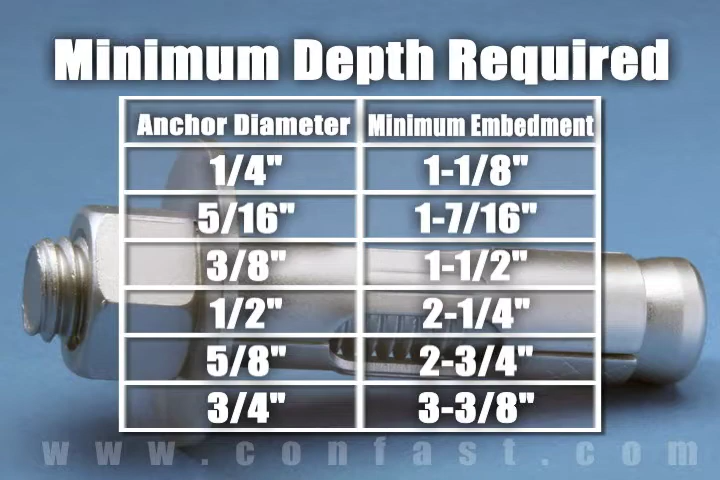 Minimum Depth Required
Anchor Diameter Minimum Embedment
1/4" 1-1/8"
5/16" 1-7/16"
3/8" 1-1/2"
1/2" 2-1/4"
5/8" 2-3/4"
3/4" 3-3/8"
www.confast.com